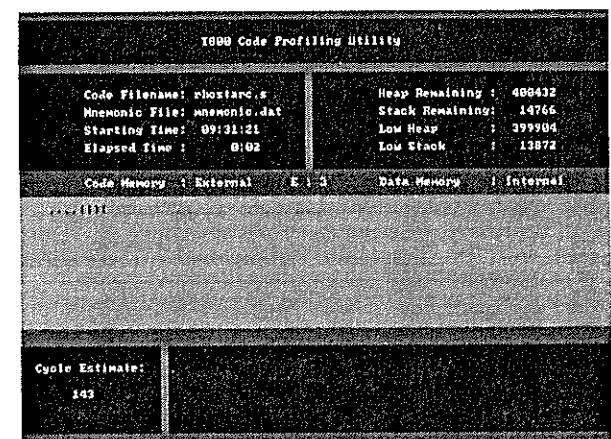 T800 Code Profiling Utility
Code Filename: rhostarc.s
Mnemonic File: mnemonic.dat
Starting Time: 09:31:21
Elapsed Time : 0:02
Heap Remaining : 400432
Stack Remaining: 14766
Low Heap : 399904
Low Stack : 13872
Code Memory : External E : 3 Data Memory : Internal
Cycle Estimate:
143